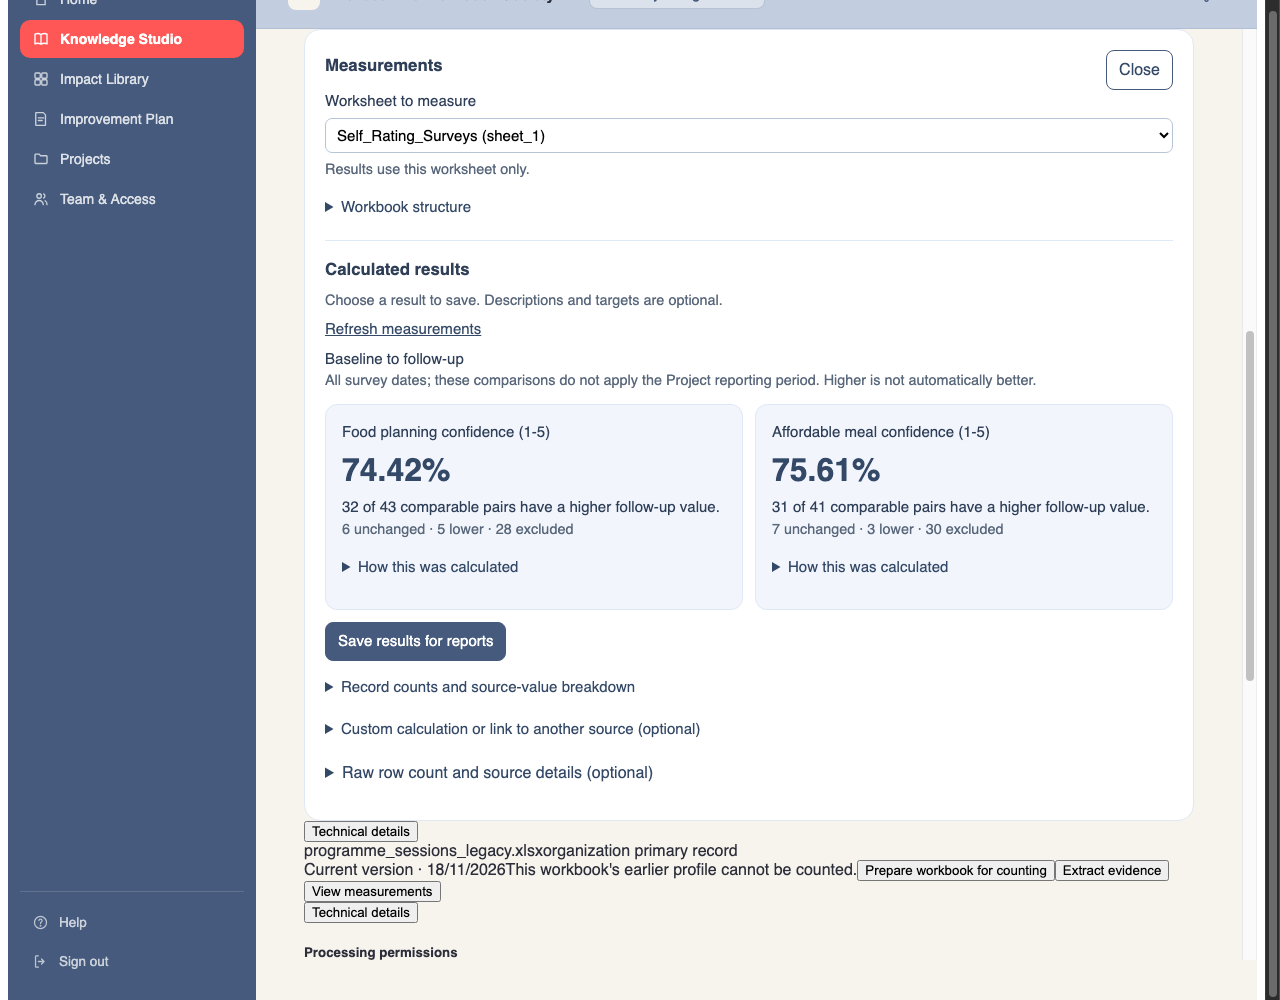 Home
Knowledge Studio
Impact Library
Improvement Plan
Projects
Team & Access
Help
Sign out
Measurements
Close
Worksheet to measure
Self_Rating_Surveys (sheet_1)
Results use this worksheet only.
Workbook structure
Calculated results
Choose a result to save. Descriptions and targets are optional.
Refresh measurements
Baseline to follow-up
All survey dates; these comparisons do not apply the Project reporting period. Higher is not automatically better.
Food planning confidence (1-5)
74.42%
32 of 43 comparable pairs have a higher follow-up value.
6 unchanged · 5 lower · 28 excluded
How this was calculated
Affordable meal confidence (1-5)
75.61%
31 of 41 comparable pairs have a higher follow-up value.
7 unchanged · 3 lower · 30 excluded
How this was calculated
Save results for reports
Record counts and source-value breakdown
Custom calculation or link to another source (optional)
Raw row count and source details (optional)
Technical details
programme_sessions_legacy.xlsxorganization primary record
Current version · 18/11/2026This workbook's earlier profile cannot be counted. Prepare workbook for counting Extract evidence
View measurements
Technical details
Processing permissions